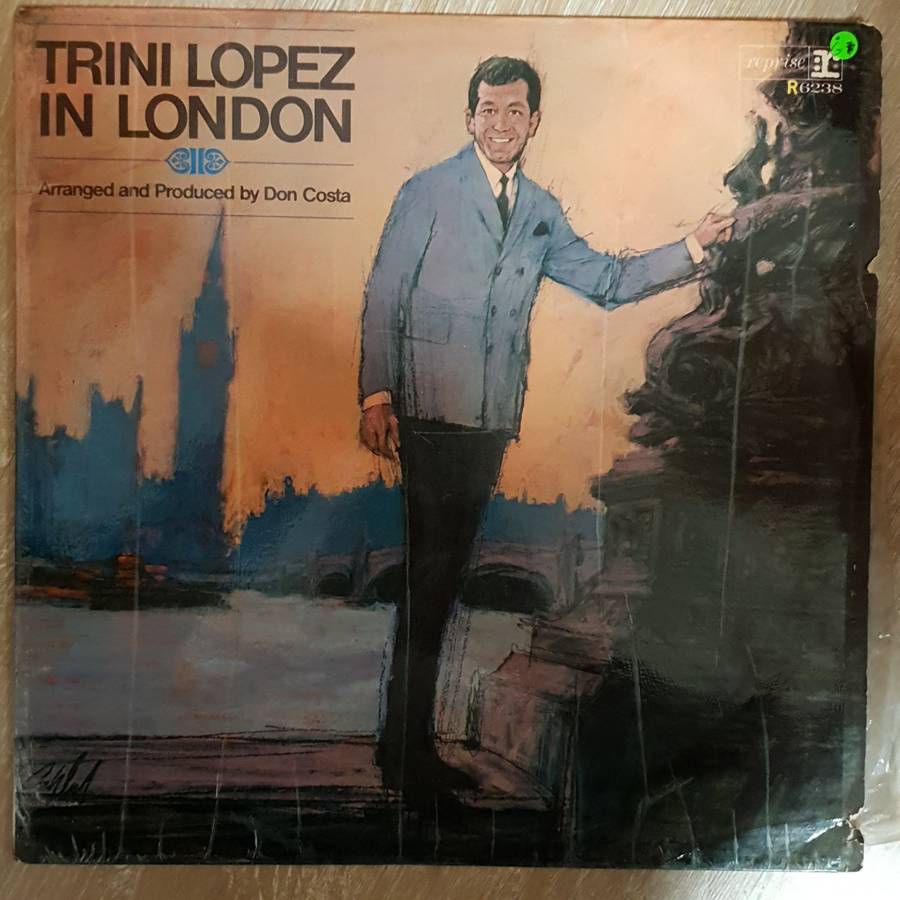 TRINI LOPEZ
IN LONDON
Arranged and Produced by Don Costa
reprise
R6238